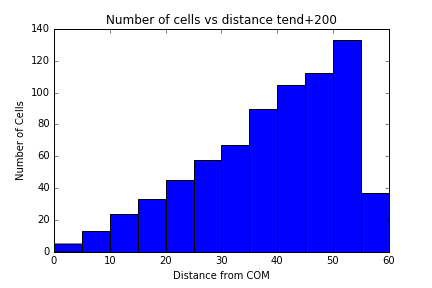 Number of cells vs distance tend+200
140
120
100
80
60
40
20
0
Number of Cells
0 10 20 30 40 50 60
Distance from COM